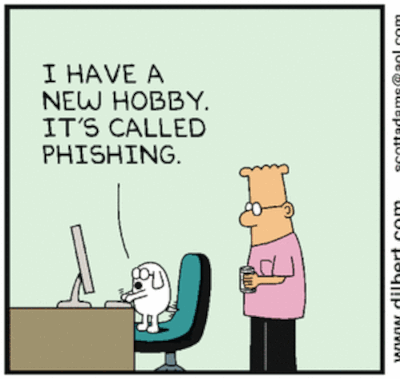 I HAVE A
NEW HOBBY.
IT'S CALLED
PHISHING.
www.dilbert.com
scottadams@aol.com